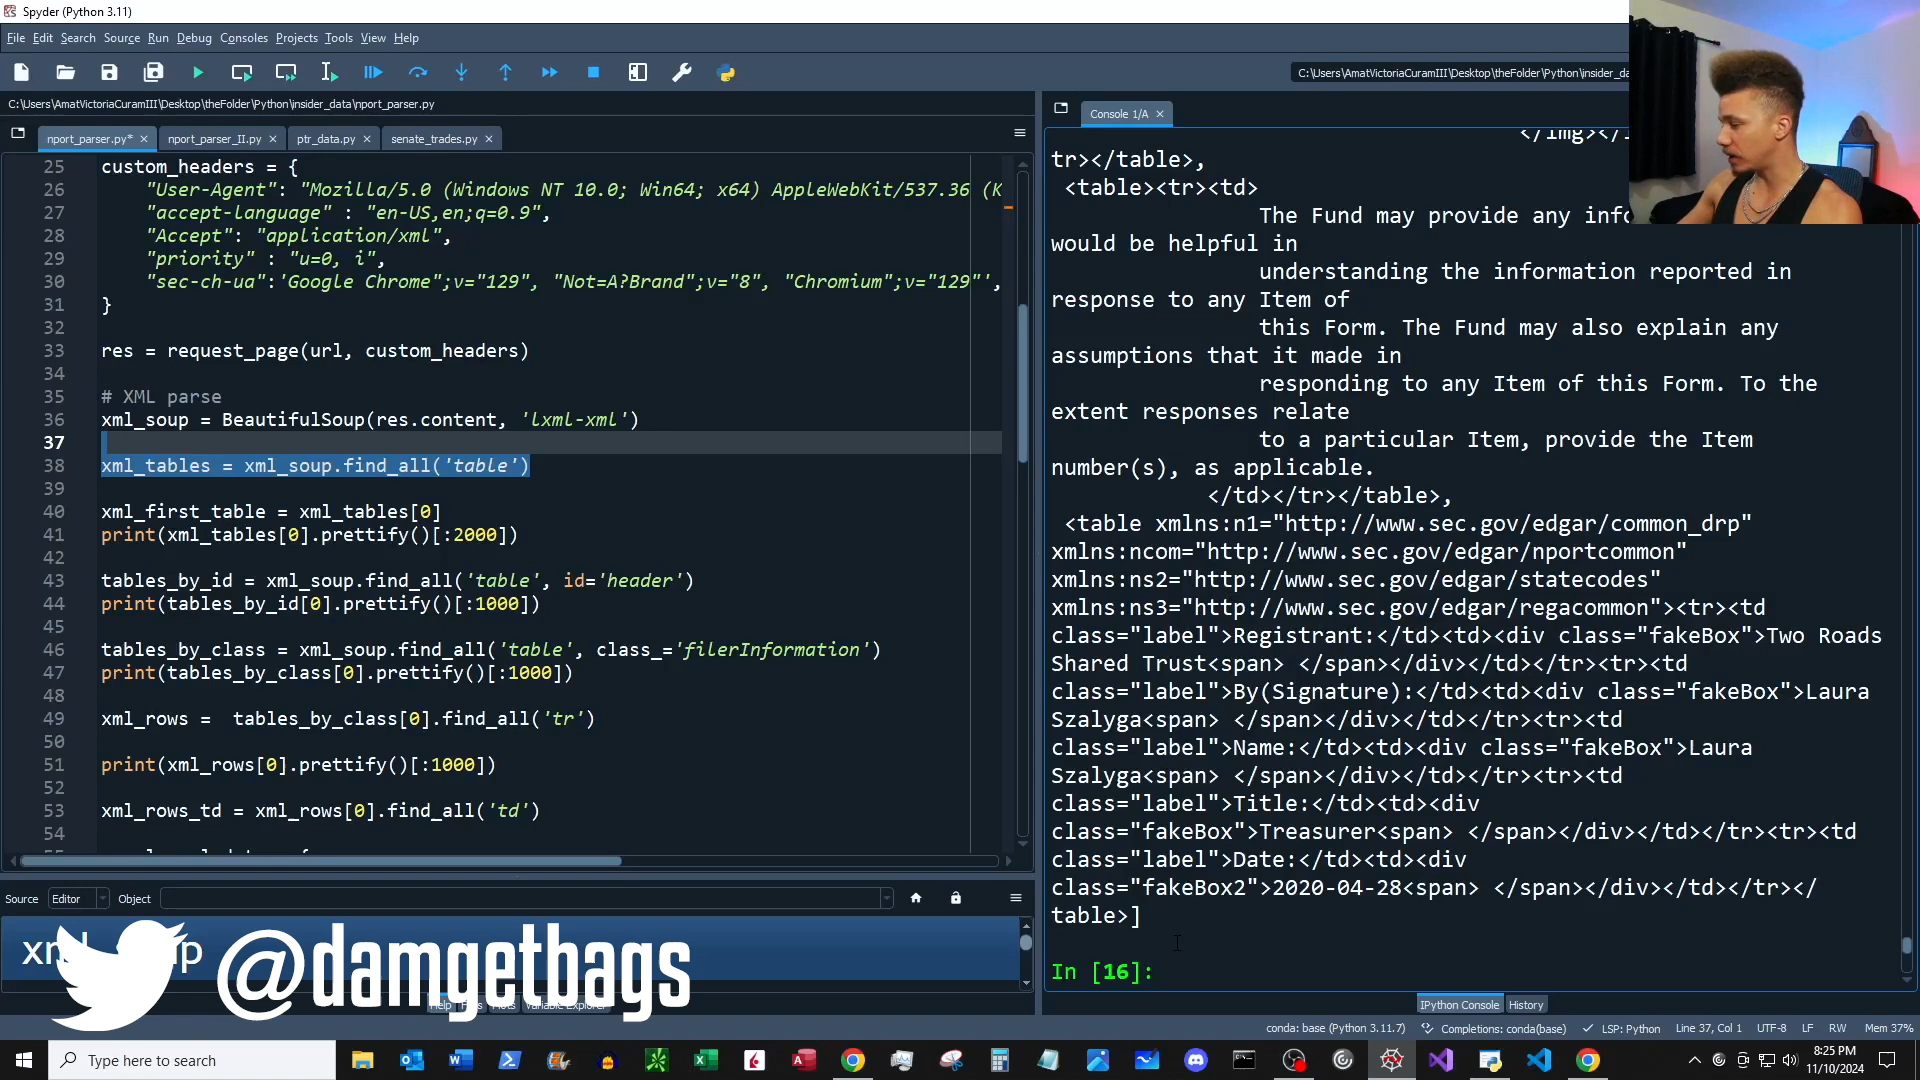 Spyder (Python 3.11)
File Edit Search Source Run Debug Consoles Projects Tools View Help
C:\Users\AmatVictoriaCuramIII\Desktop\theFolder\Python\insider_da
C:\Users\AmatVictoriaCuramIII\Desktop\theFolder\Python\insider_data\nport_parser.py
nport_parser.py*
nport_parser_II.py
ptr_data.py
senate_trades.py
25 custom_headers = {
26 "User-Agent": "Mozilla/5.0 (Windows NT 10.0; Win64; x64) AppleWebKit/537.36 (K
27 "accept-language" : "en-US,en;q=0.9",
28 "Accept": "application/xml",
29 "priority" : "u=0, i",
30 "sec-ch-ua":'Google Chrome";v="129", "Not=A?Brand";v="8", "Chromium";v="129"',
31 }
32
33 res = request_page(url, custom_headers)
34
35 # XML parse
36 xml_soup = BeautifulSoup(res.content, 'lxml-xml')
37
38 xml_tables = xml_soup.find_all('table')
39
40 xml_first_table = xml_tables[0]
41 print(xml_tables[0].prettify()[:2000])
42
43 tables_by_id = xml_soup.find_all('table', id='header')
44 print(tables_by_id[0].prettify()[:1000])
45
46 tables_by_class = xml_soup.find_all('table', class_='filerInformation')
47 print(tables_by_class[0].prettify()[:1000])
48
49 xml_rows =  tables_by_class[0].find_all('tr')
50
51 print(xml_rows[0].prettify()[:1000])
52
53 xml_rows_td = xml_rows[0].find_all('td')
54
Source Editor Object
@damgetbags
Console 1/A
tr></table>,
<table><tr><td>
The Fund may provide any info
would be helpful in
understanding the information reported in
response to any Item of
this Form. The Fund may also explain any
assumptions that it made in
responding to any Item of this Form. To the
extent responses relate
to a particular Item, provide the Item
number(s), as applicable.
</td></tr></table>,
<table xmlns:n1="http://www.sec.gov/edgar/common_drp"
xmlns:ncom="http://www.sec.gov/edgar/nportcommon"
xmlns:ns2="http://www.sec.gov/edgar/statecodes"
xmlns:ns3="http://www.sec.gov/edgar/regacommon"><tr><td
class="label">Registrant:</td><td><div class="fakeBox">Two Roads
Shared Trust<span> </span></div></td></tr><tr><td
class="label">By(Signature):</td><td><div class="fakeBox">Laura
Szalyga<span> </span></div></td></tr><tr><td
class="label">Name:</td><td><div class="fakeBox">Laura
Szalyga<span> </span></div></td></tr><tr><td
class="label">Title:</td><td><div
class="fakeBox">Treasurer<span> </span></div></td></tr><tr><td
class="label">Date:</td><td><div
class="fakeBox2">2020-04-28<span> </span></div></td></tr></
table>]
In [16]:
IPython Console History
conda: base (Python 3.11.7) Completions: conda(base) LSP: Python Line 37, Col 1 UTF-8 LF RW Mem 37%
Type here to search
8:25 PM
11/10/2024